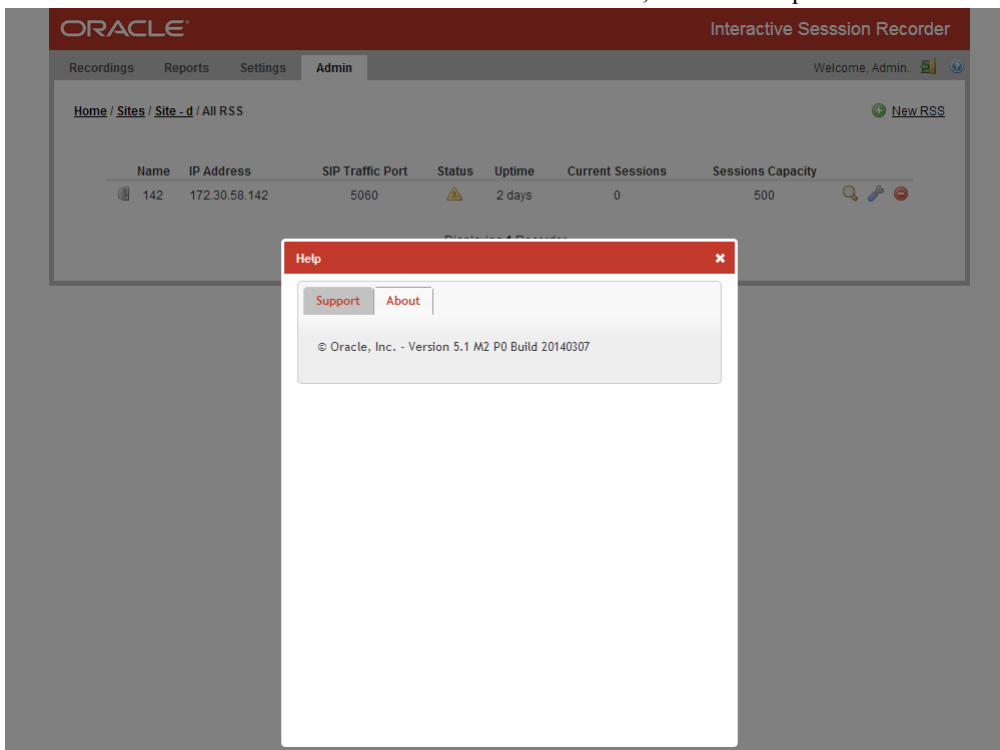 ORACLE
Interactive Sesssion Recorder
Recordings Reports Settings Admin
Welcome, Admin.
Home / Sites / Site - d / All RSS
New RSS
Name IP Address SIP Traffic Port Status Uptime Current Sessions Sessions Capacity
142 172.30.58.142 5060 2 days 0 500
Help
Support About
© Oracle, Inc. - Version 5.1 M2 P0 Build 20140307